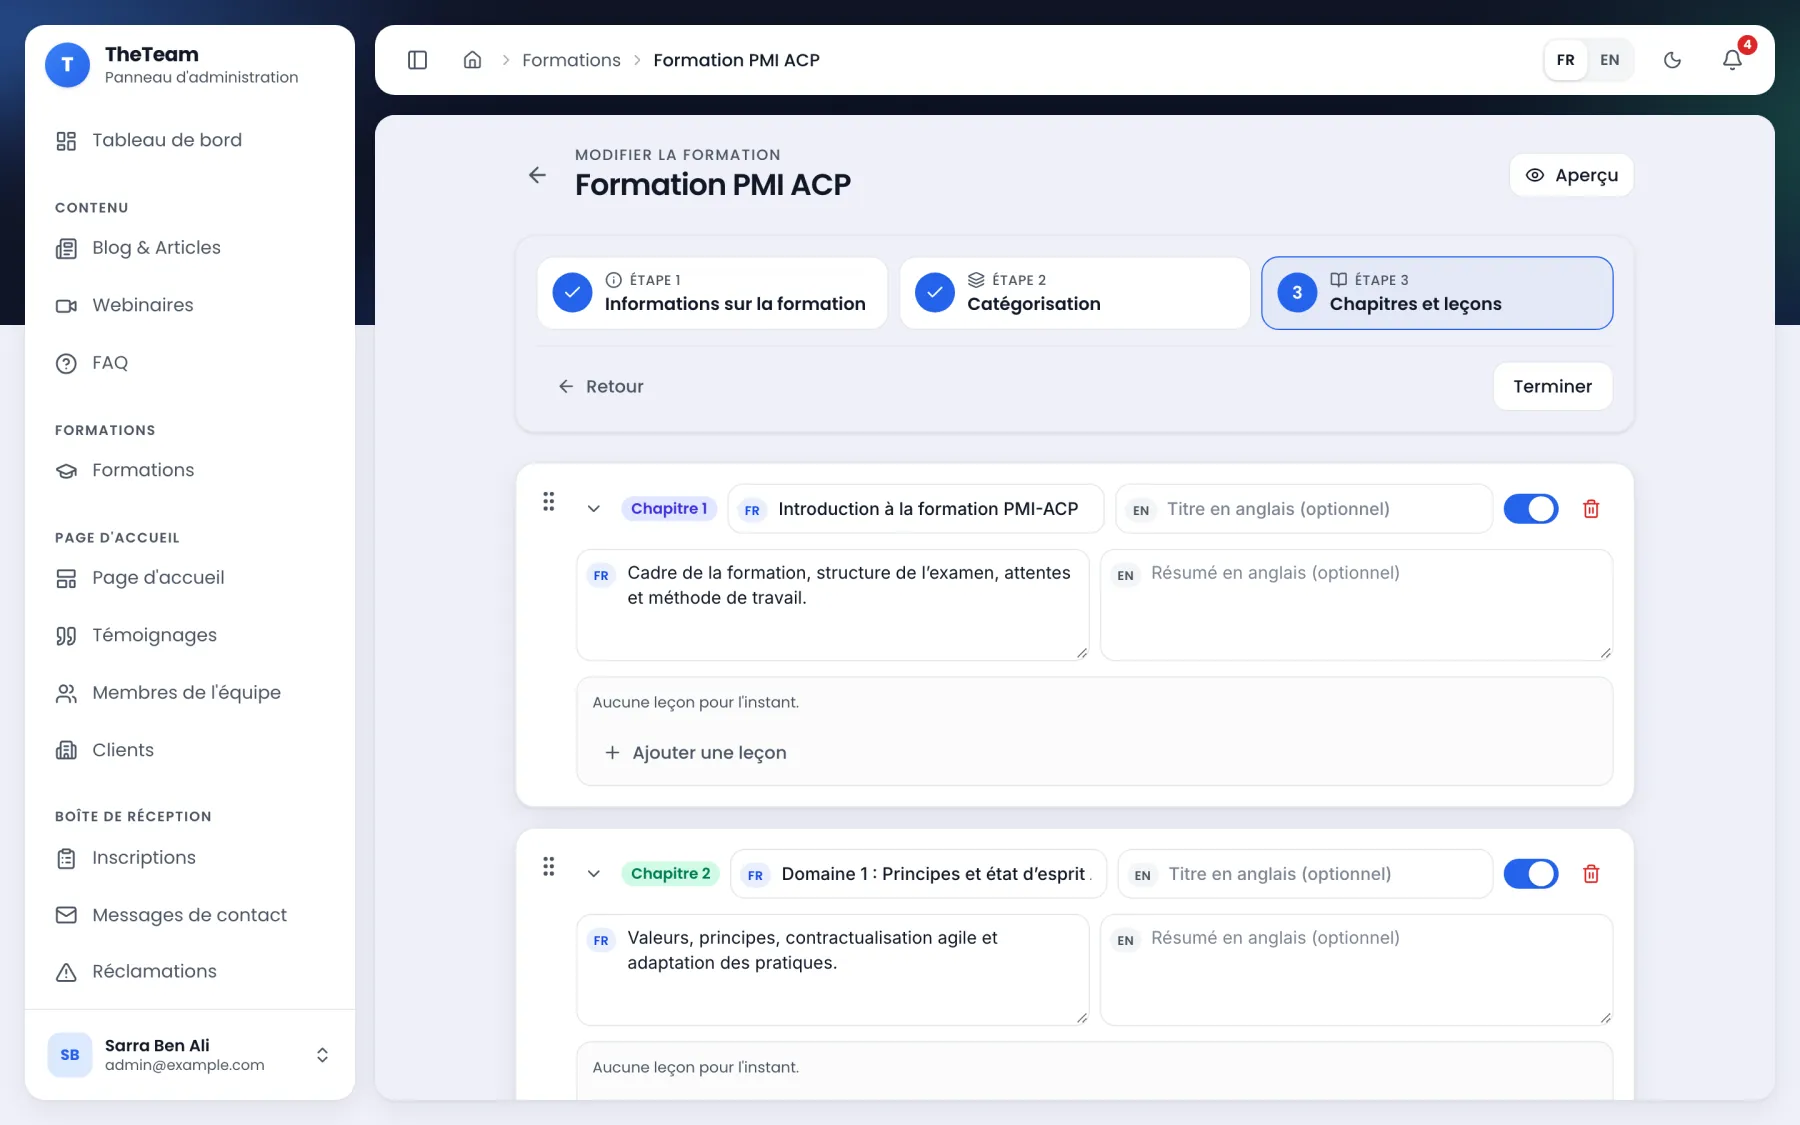 T
TheTeam
Panneau d'administration
Tableau de bord
CONTENU
Blog & Articles
Webinaires
FAQ
FORMATIONS
Formations
PAGE D'ACCUEIL
Page d'accueil
Témoignages
Membres de l'équipe
Clients
BOÎTE DE RÉCEPTION
Inscriptions
Messages de contact
Réclamations
SB
Sarra Ben Ali
admin@example.com
Formations
Formation PMI ACP
FR
EN
4
MODIFIER LA FORMATION
Formation PMI ACP
Aperçu
ÉTAPE 1
Informations sur la formation
ÉTAPE 2
Catégorisation
3
ÉTAPE 3
Chapitres et leçons
Retour
Terminer
Chapitre 1
FR
Introduction à la formation PMI-ACP
EN
Titre en anglais (optionnel)
FR
Cadre de la formation, structure de l’examen, attentes
et méthode de travail.
EN
Résumé en anglais (optionnel)
Aucune leçon pour l'instant.
Ajouter une leçon
Chapitre 2
FR
Domaine 1 : Principes et état d’esprit
EN
Titre en anglais (optionnel)
FR
Valeurs, principes, contractualisation agile et
adaptation des pratiques.
EN
Résumé en anglais (optionnel)
Aucune leçon pour l'instant.